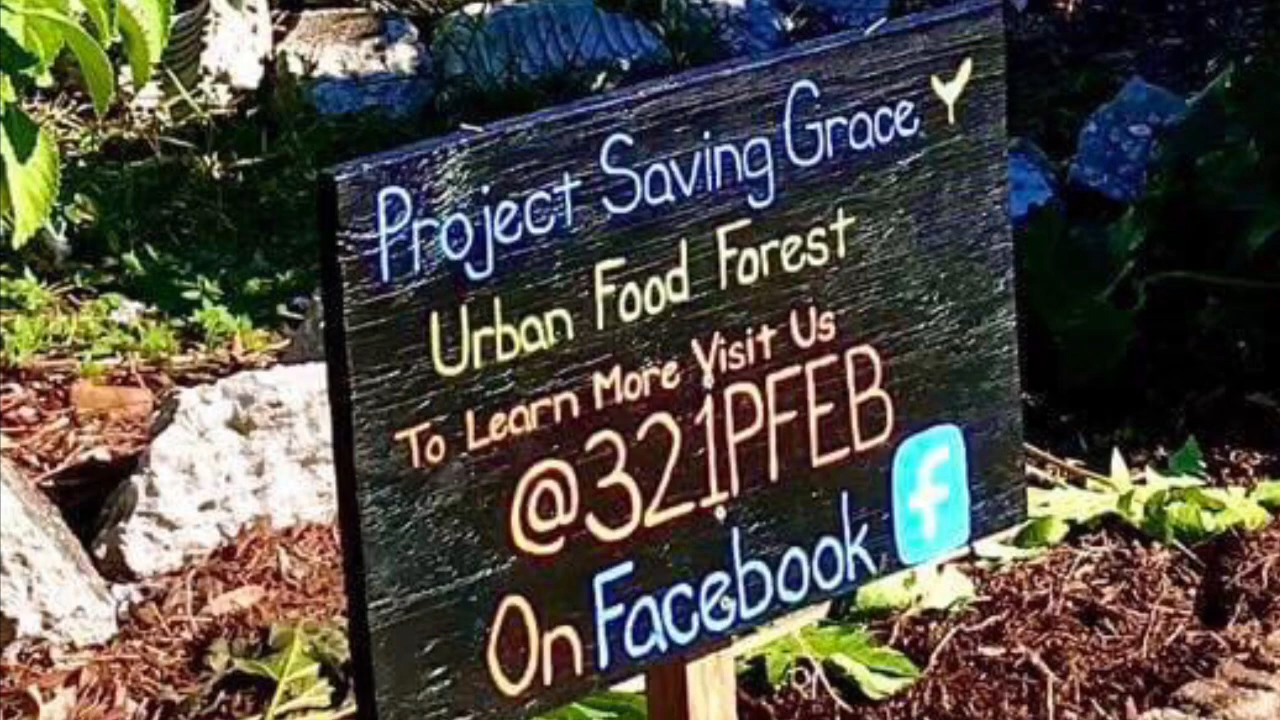 Project Saving Grace
Urban Food Forest
To Learn More Visit Us
@321PFEB
On Facebook f